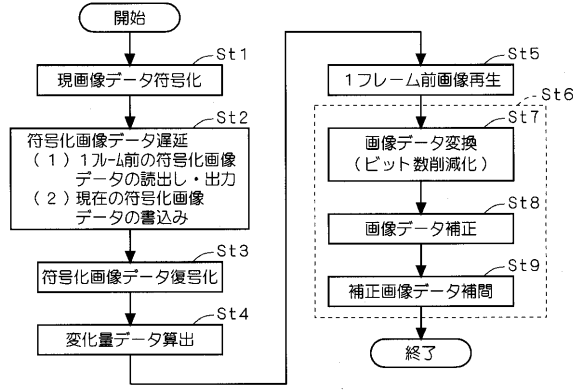 開始
St1
現画像データ符号化
St2
符号化画像データ遅延
(1)1フレーム前の符号化画像
データの読出し・出力
(2)現在の符号化画像
データの書込み
St3
符号化画像データ復号化
St4
変化量データ算出
St5
1フレーム前画像再生
St6
St7
画像データ変換
(ビット数削減化)
St8
画像データ補正
St9
補正画像データ補間
終了